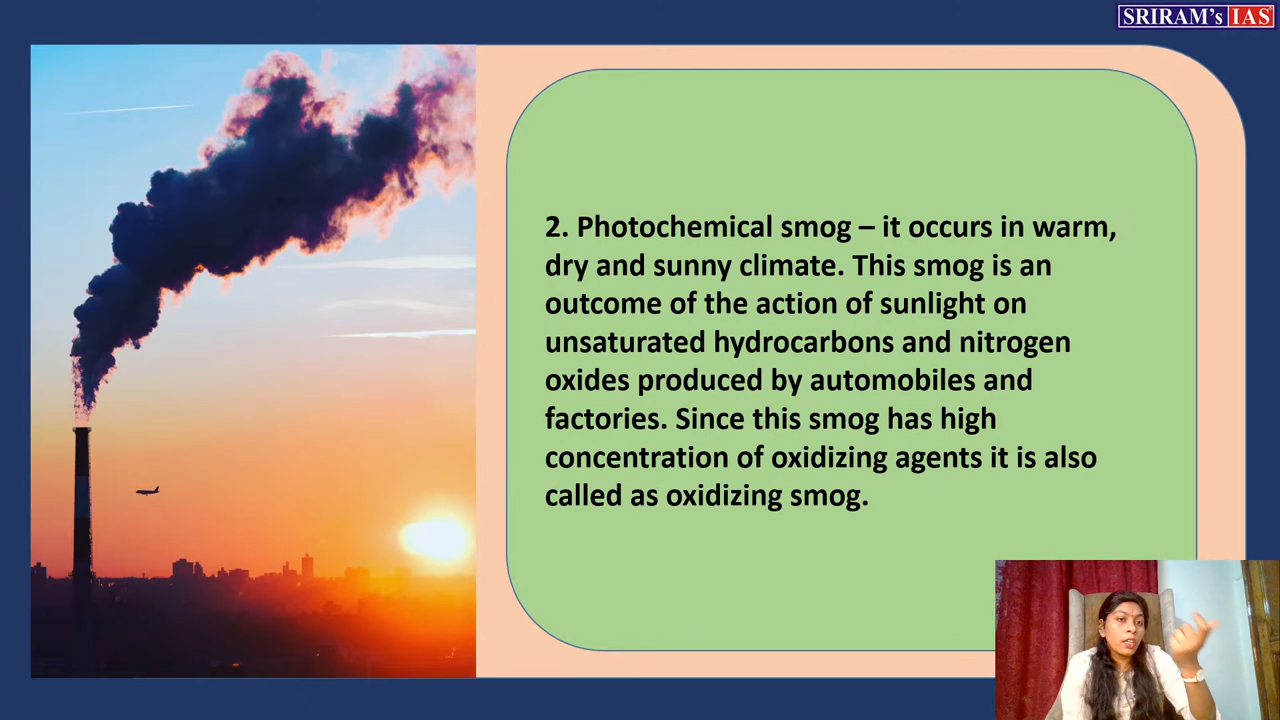 SRIRAM's IAS
2. Photochemical smog – it occurs in warm,
dry and sunny climate. This smog is an
outcome of the action of sunlight on
unsaturated hydrocarbons and nitrogen
oxides produced by automobiles and
factories. Since this smog has high
concentration of oxidizing agents it is also
called as oxidizing smog.